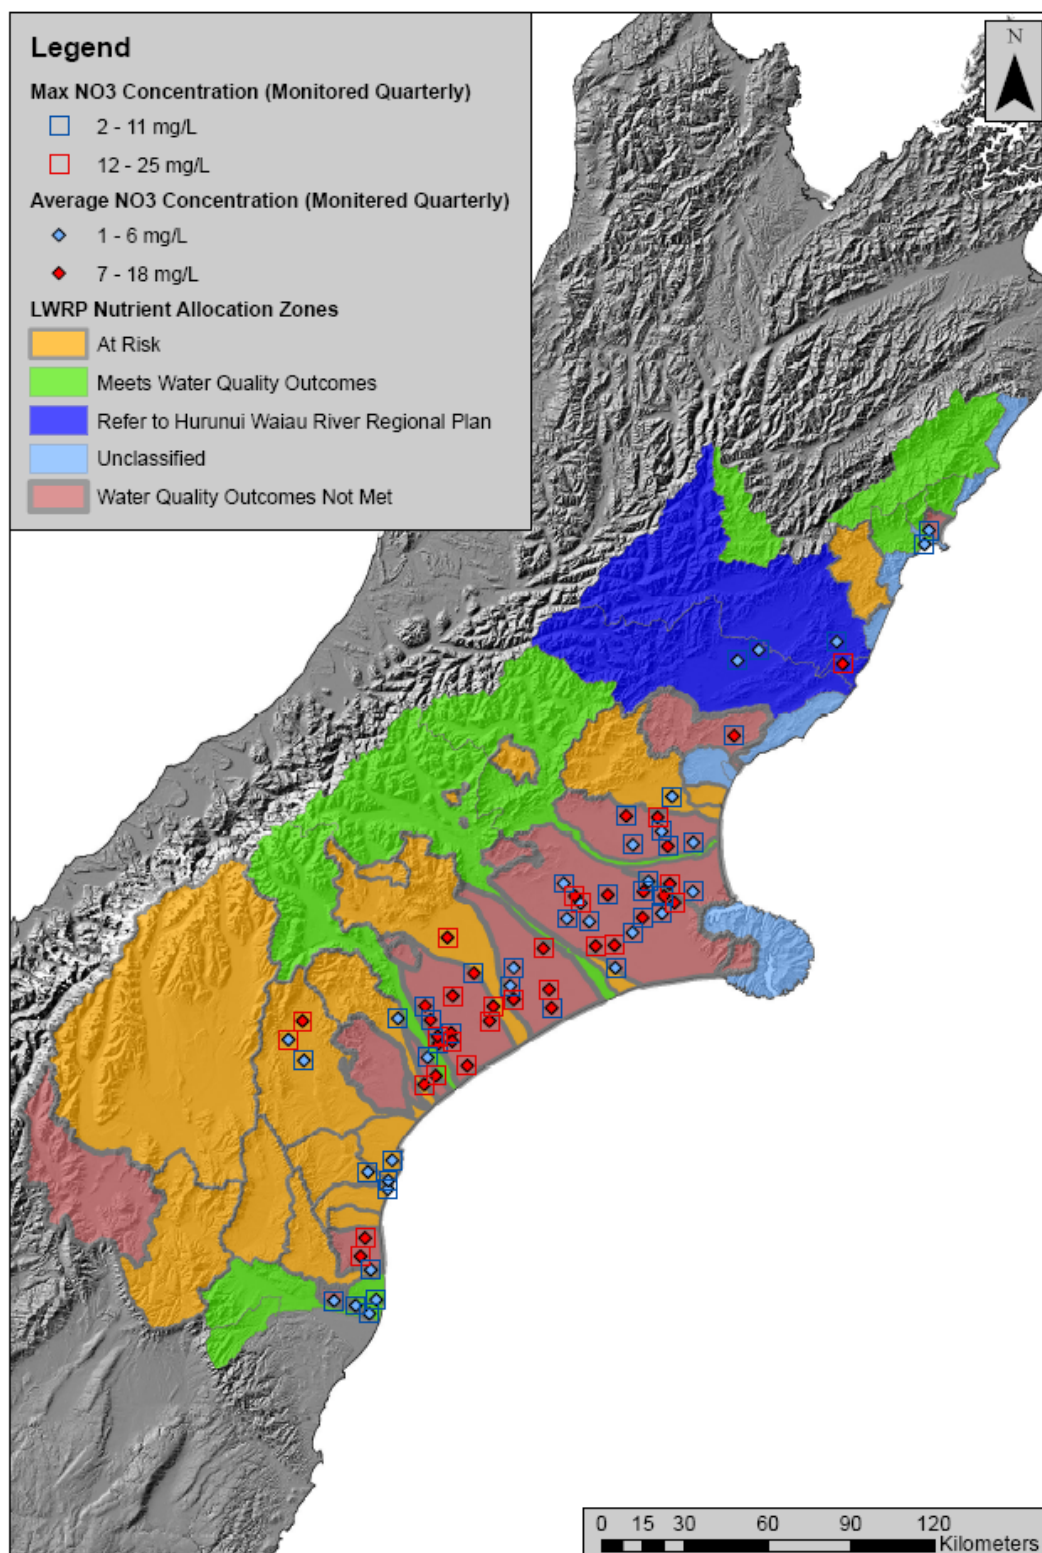 Legend
Max NO3 Concentration (Monitored Quarterly)
2 - 11 mg/L
12 - 25 mg/L
Average NO3 Concentration (Monitered Quarterly)
1 - 6 mg/L
7 - 18 mg/L
LWRP Nutrient Allocation Zones
At Risk
Meets Water Quality Outcomes
Refer to Hurunui Waiau River Regional Plan
Unclassified
Water Quality Outcomes Not Met
N
0 15 30 60 90 120
Kilometers